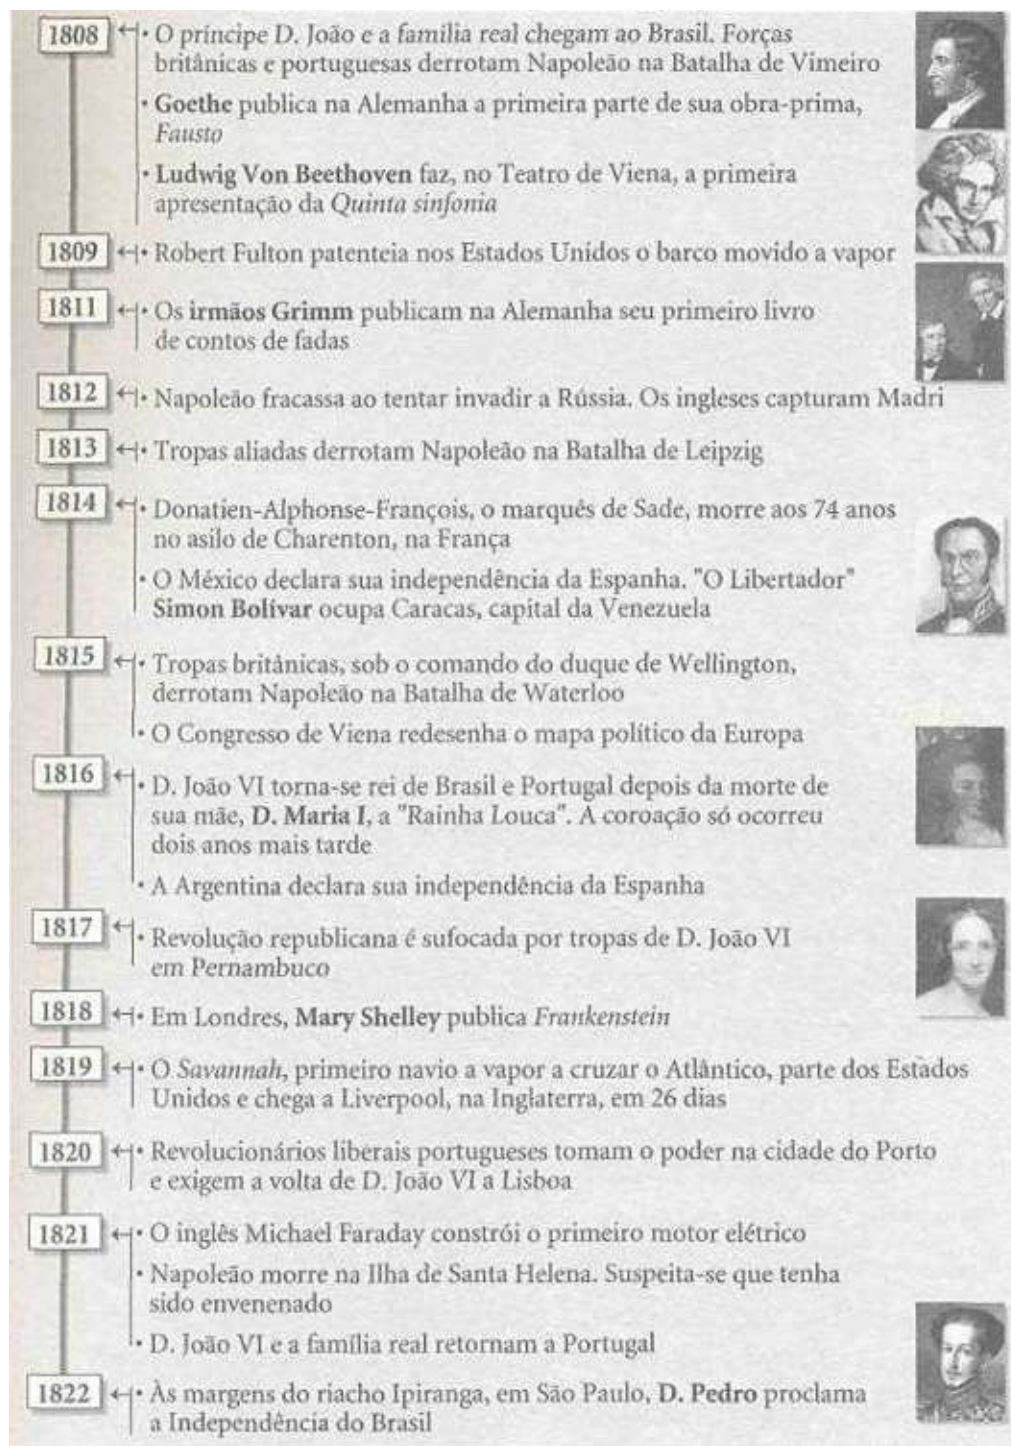 1808
• O príncipe D. João e a família real chegam ao Brasil. Forças
britânicas e portuguesas derrotam Napoleão na Batalha de Vimeiro
• Goethe publica na Alemanha a primeira parte de sua obra-prima,
Fausto
• Ludwig Von Beethoven faz, no Teatro de Viena, a primeira
apresentação da Quinta sinfonia
1809
• Robert Fulton patenteia nos Estados Unidos o barco movido a vapor
1811
• Os irmãos Grimm publicam na Alemanha seu primeiro livro
de contos de fadas
1812
• Napoleão fracassa ao tentar invadir a Rússia. Os ingleses capturam Madri
1813
• Tropas aliadas derrotam Napoleão na Batalha de Leipzig
1814
• Donatien-Alphonse-François, o marquês de Sade, morre aos 74 anos
no asilo de Charenton, na França
• O México declara sua independência da Espanha. "O Libertador"
Simon Bolívar ocupa Caracas, capital da Venezuela
1815
• Tropas britânicas, sob o comando do duque de Wellington,
derrotam Napoleão na Batalha de Waterloo
• O Congresso de Viena redesenha o mapa político da Europa
1816
• D. João VI torna-se rei de Brasil e Portugal depois da morte de
sua mãe, D. Maria I, a "Rainha Louca". A coroação só ocorreu
dois anos mais tarde
• A Argentina declara sua independência da Espanha
1817
• Revolução republicana é sufocada por tropas de D. João VI
em Pernambuco
1818
• Em Londres, Mary Shelley publica Frankenstein
1819
• O Savannah, primeiro navio a vapor a cruzar o Atlântico, parte dos Estados
Unidos e chega a Liverpool, na Inglaterra, em 26 dias
1820
• Revolucionários liberais portugueses tomam o poder na cidade do Porto
e exigem a volta de D. João VI a Lisboa
1821
• O inglês Michael Faraday constrói o primeiro motor elétrico
• Napoleão morre na Ilha de Santa Helena. Suspeita-se que tenha
sido envenenado
• D. João VI e a família real retornam a Portugal
1822
• Às margens do riacho Ipiranga, em São Paulo, D. Pedro proclama
a Independência do Brasil